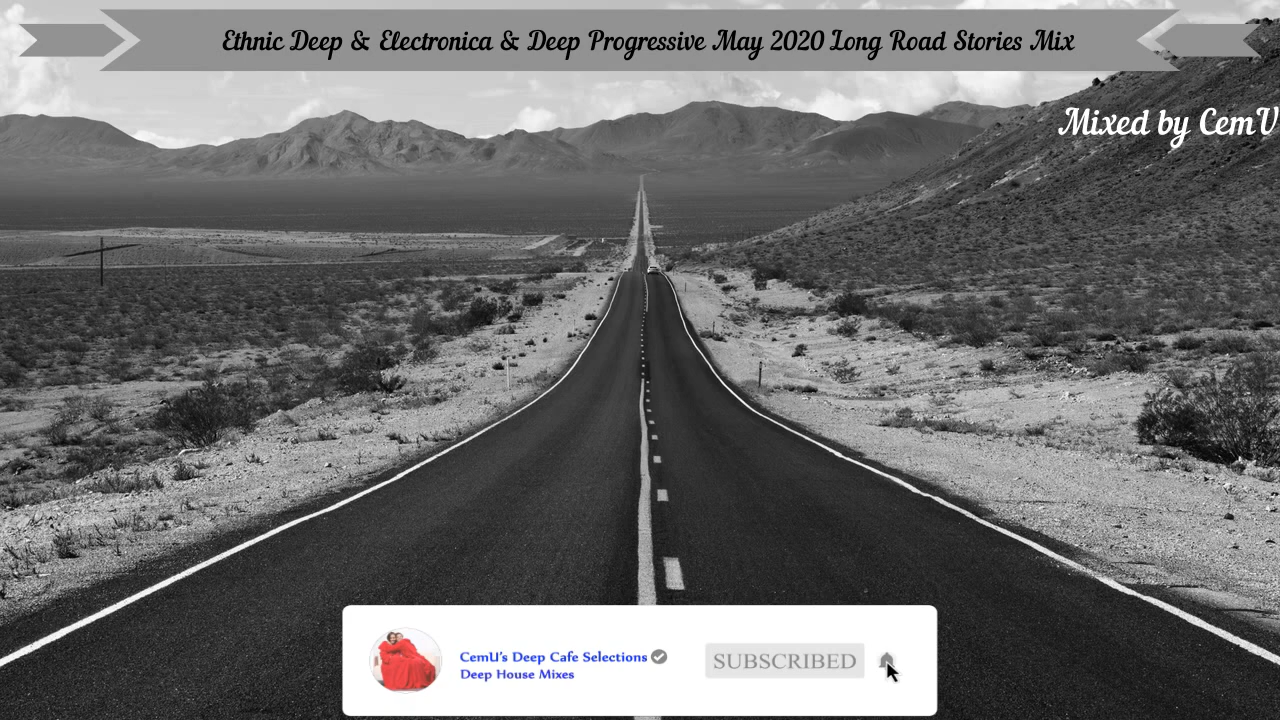 Ethnic Deep & Electronica & Deep Progressive May 2020 Long Road Stories Mix
Mixed by CemU
CemU's Deep Cafe Selections
Deep House Mixes
SUBSCRIBED